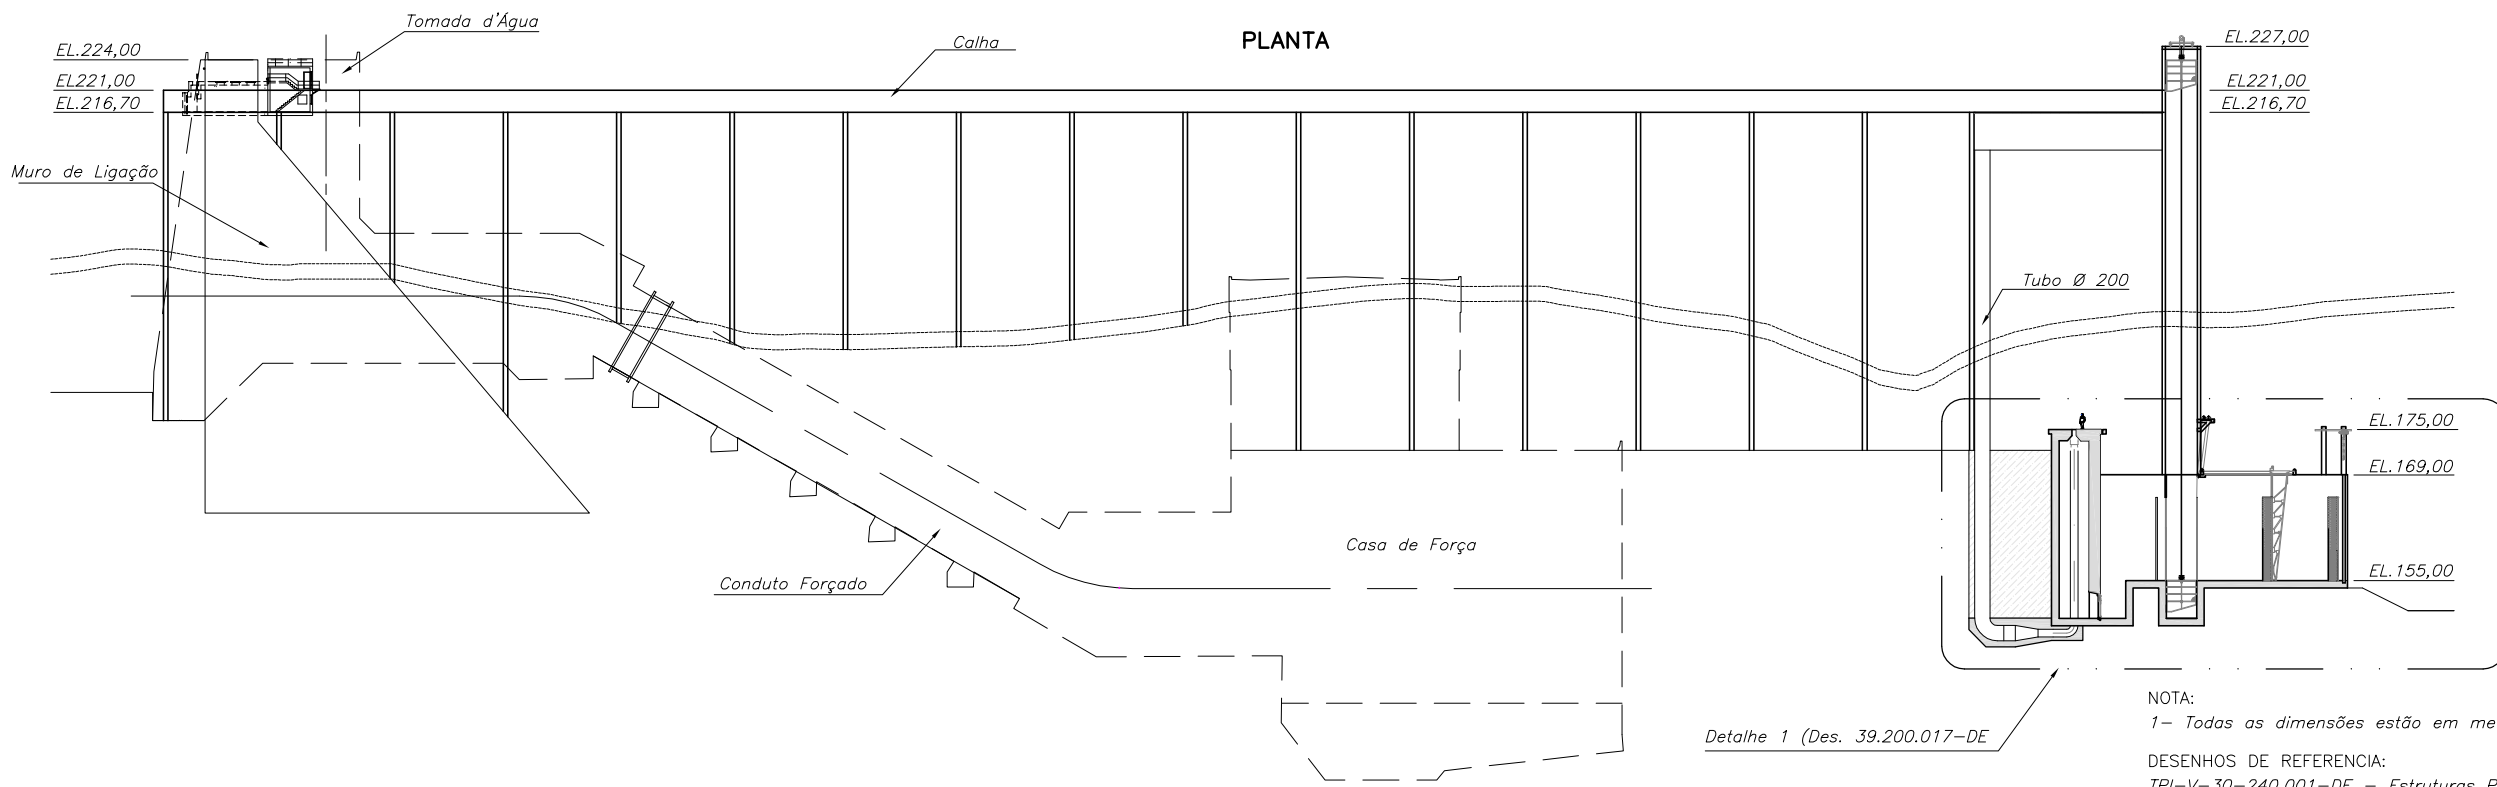 Tomada d'Água
PLANTA
Calha
EL.224,00
EL221,00
EL.216,70
EL.227,00
EL221,00
EL.216,70
Muro de Ligação
Tubo Ø 200
EL.175,00
EL.169,00
Casa de Força
EL.155,00
Conduto Forçado
NOTA:
1- Todas as dimensões estão em me
Detalhe 1 (Des. 39.200.017-DE
DESENHOS DE REFERENCIA: